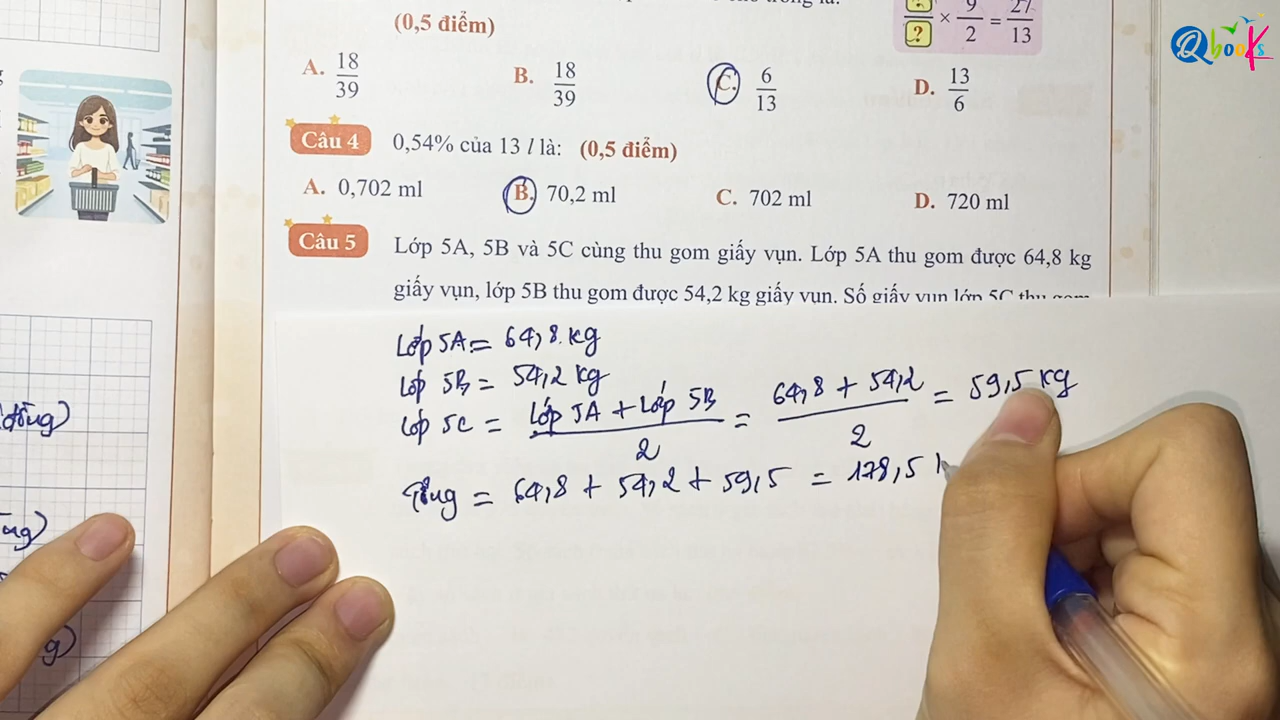 Qbooks
(0,5 điểm)
? × 9/2 = 27/13
?
A. 18/39 B. 18/39 C. 6/13 D. 13/6
Câu 4 0,54% của 13 l là: (0,5 điểm)
A. 0,702 ml B. 70,2 ml C. 702 ml D. 720 ml
Câu 5 Lớp 5A, 5B và 5C cùng thu gom giấy vụn. Lớp 5A thu gom được 64,8 kg
giấy vụn, lớp 5B thu gom được 54,2 kg giấy vụn. Số giấy vụn lớp 5C thu gom
Lớp 5A = 64,8 kg
Lớp 5B = 54,2 kg
Lớp 5C = (Lớp 5A + Lớp 5B)/2 = (64,8 + 54,2)/2 = 59,5 kg
Tổng = 64,8 + 54,2 + 59,5 = 178,5 k
đồng)